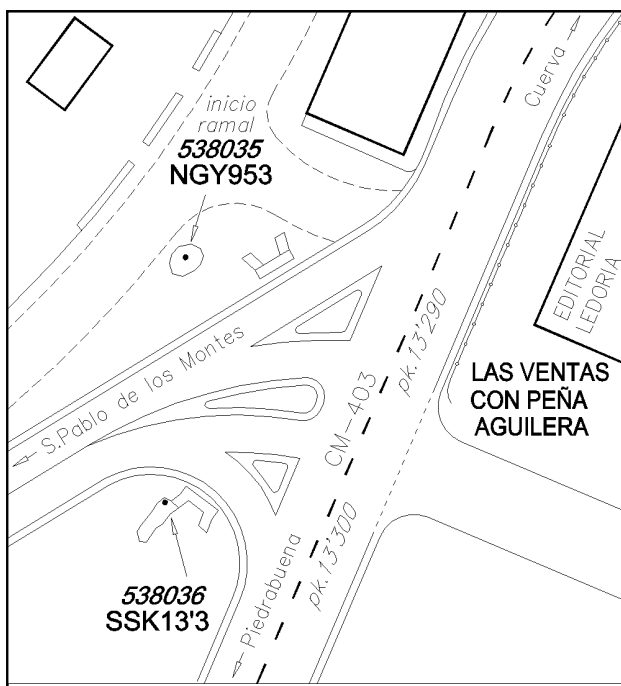 Cuerva
inicio
ramal
538035
NGY953
EDITORIAL
LEDORIA
pk.13'290
S.Pablo de los Montes
CM-403
LAS VENTAS
CON PEÑA
AGUILERA
pk.13'300
Piedrabuena
538036
SSK13'3